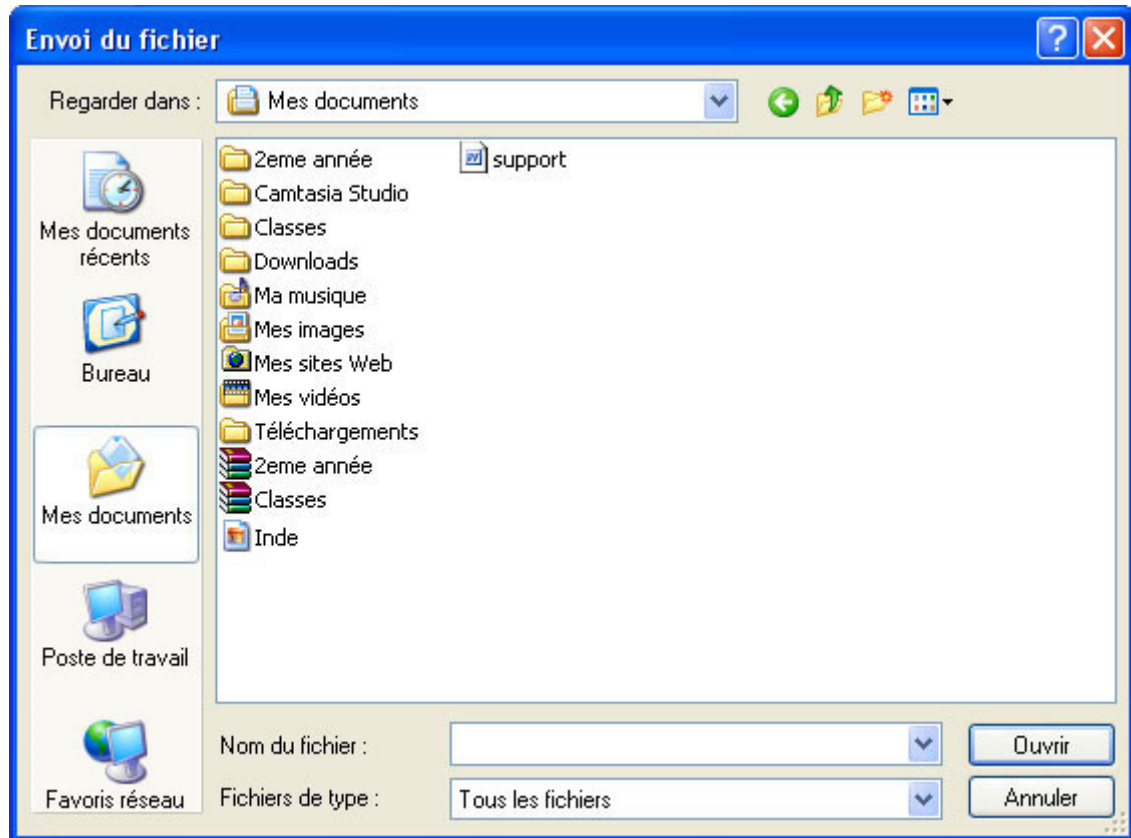 Envoi du fichier
Regarder dans :
Mes documents
Mes documents
récents
Bureau
Mes documents
Poste de travail
Favoris réseau
2eme année
Camtasia Studio
Classes
Downloads
Ma musique
Mes images
Mes sites Web
Mes vidéos
Téléchargements
2eme année
Classes
Inde
support
Nom du fichier :
Ouvrir
Fichiers de type :
Tous les fichiers
Annuler